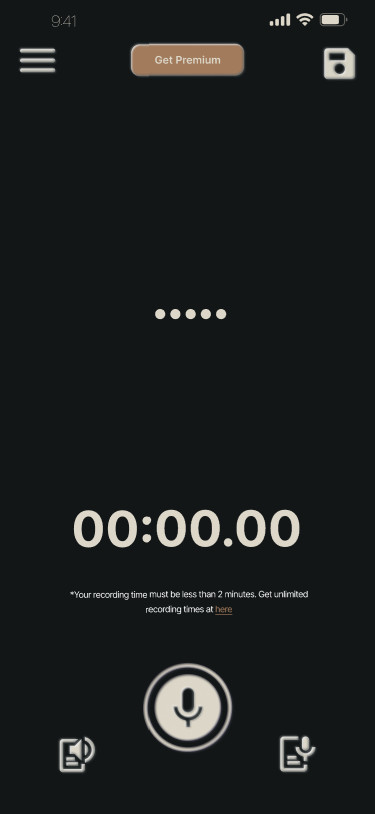 9:41
Get Premium
00:00.00
*Your recording time must be less than 2 minutes. Get unlimited
recording times at here